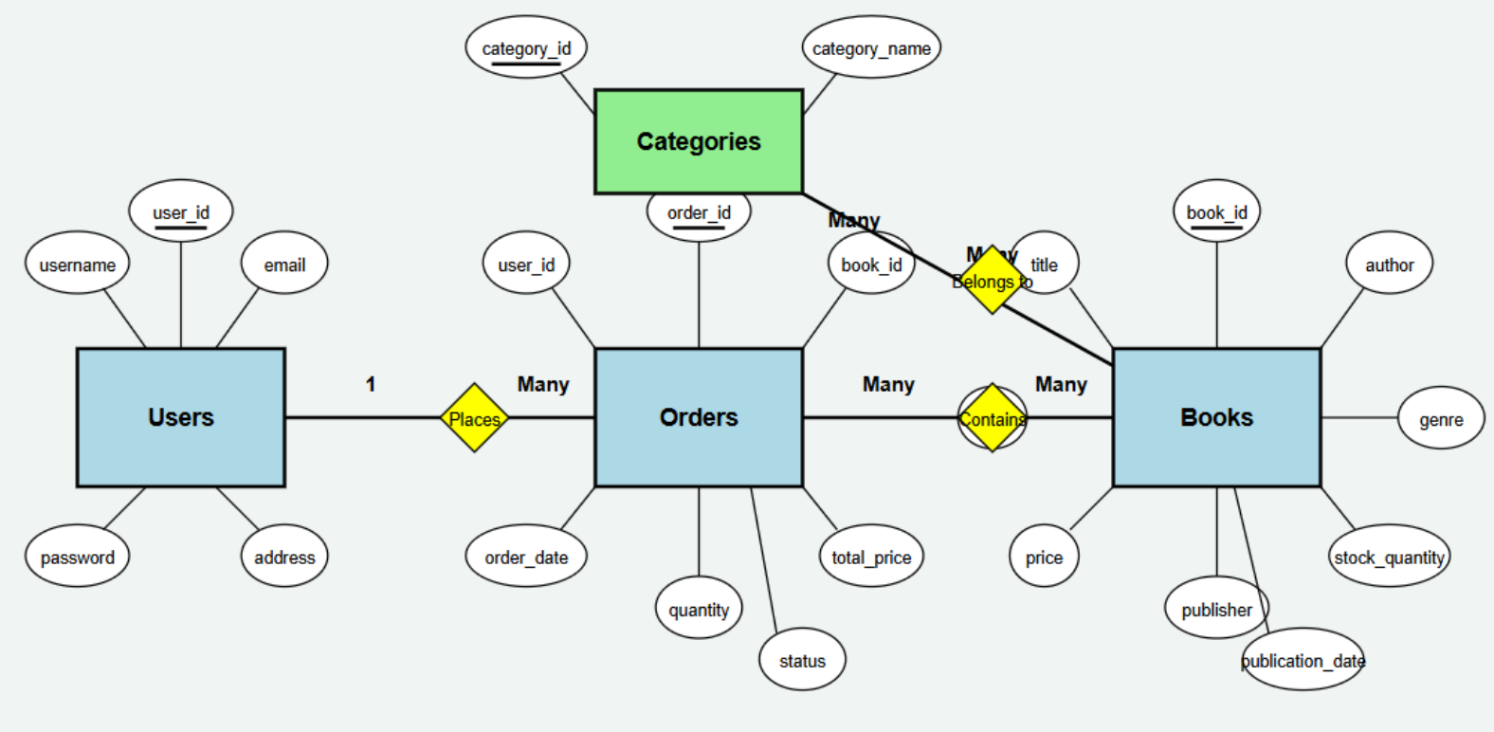 category_id
category_name
Categories
user_id
order_id
Many
book_id
username
email
user_id
book_id
Many
title
author
Belongs to
1
Many
Many
Many
Users
Places
Orders
Contains
Books
genre
password
address
order_date
total_price
price
stock_quantity
quantity
publisher
status
publication_date